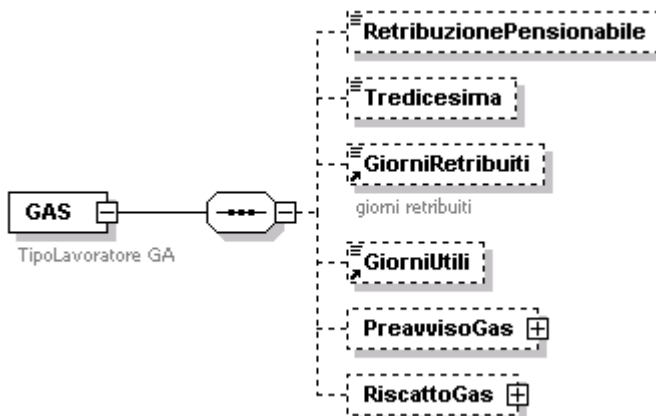 RetribuzionePensionabile
Tredicesima
GiorniRetribuiti
giorni retribuiti
GAS
TipoLavoratore GA
GiorniUtili
PreavvisoGas
RiscattoGas